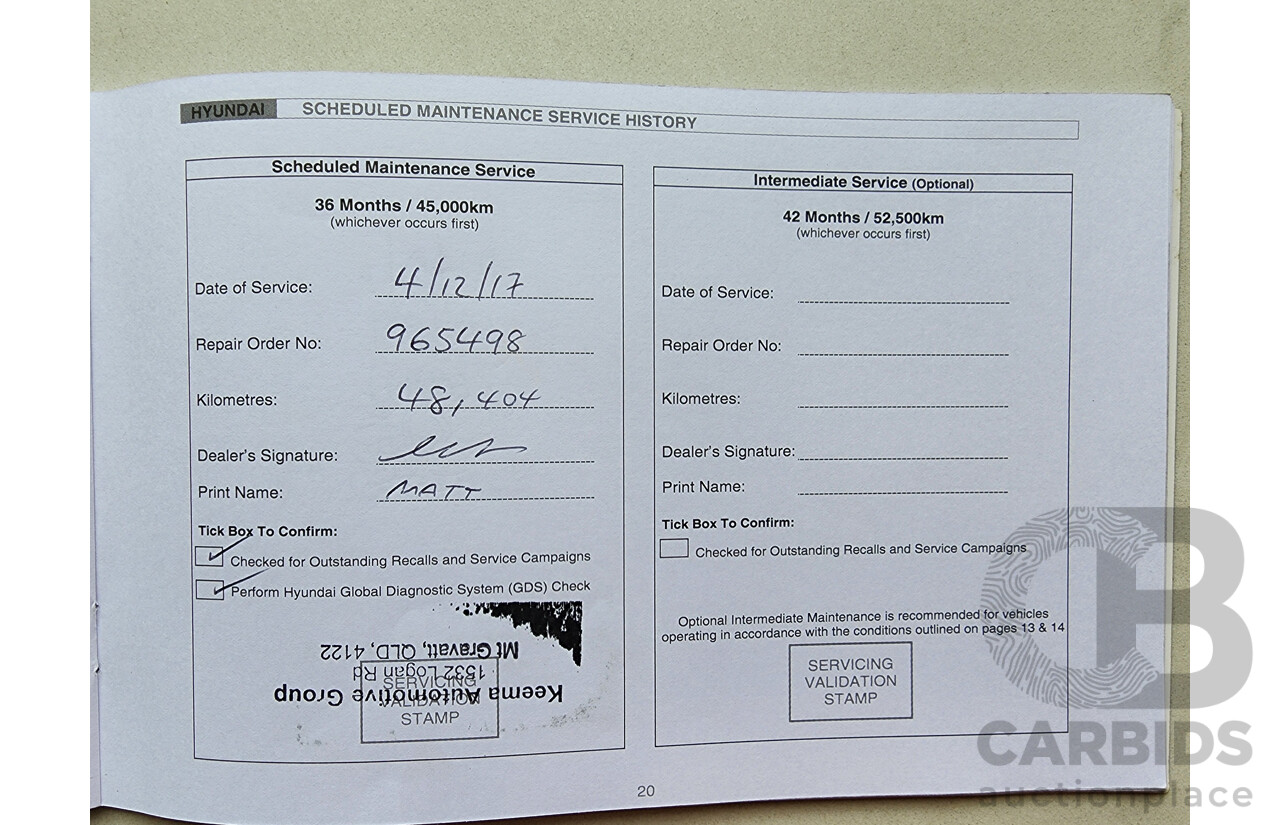 HYUNDAI SCHEDULED MAINTENANCE SERVICE HISTORY
Scheduled Maintenance Service
36 Months / 45,000km
(whichever occurs first)
Date of Service: 4/12/17
Repair Order No: 965498
Kilometres: 48,404
Dealer's Signature:
Print Name: MATT
Tick Box To Confirm:
Checked for Outstanding Recalls and Service Campaigns
Perform Hyundai Global Diagnostic System (GDS) Check
Keema Automotive Group
1532 Logan Rd
Mt Gravatt, QLD, 4122
SERVICING
VALIDATION
STAMP
Intermediate Service (Optional)
42 Months / 52,500km
(whichever occurs first)
Date of Service:
Repair Order No:
Kilometres:
Dealer's Signature:
Print Name:
Tick Box To Confirm:
Checked for Outstanding Recalls and Service Campaigns
Optional Intermediate Maintenance is recommended for vehicles
operating in accordance with the conditions outlined on pages 13 & 14
SERVICING
VALIDATION
STAMP
20
CB
CARBIDS
auctionplace